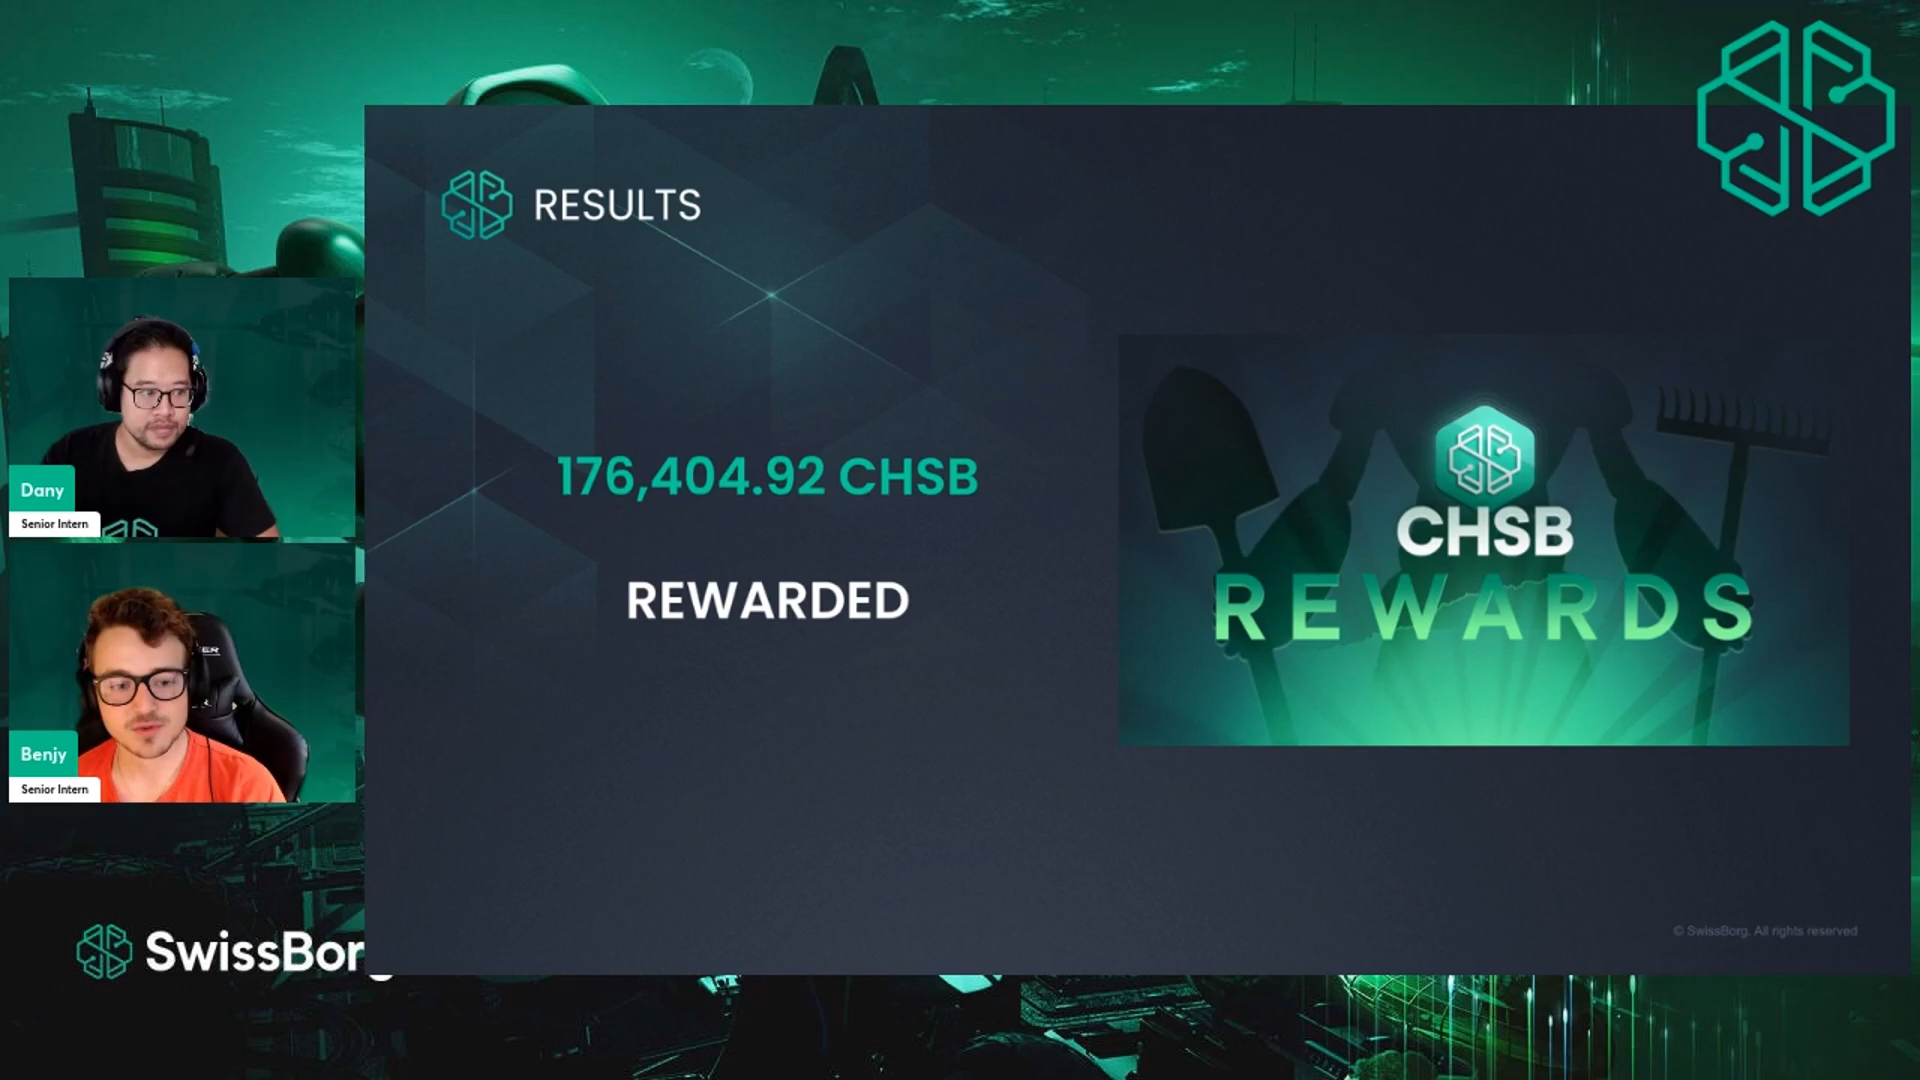 RESULTS
176,404.92 CHSB
REWARDED
CHSB
REWARDS
Dany
Senior Intern
Benjy
Senior Intern
SwissBor
© SwissBorg. All rights reserved